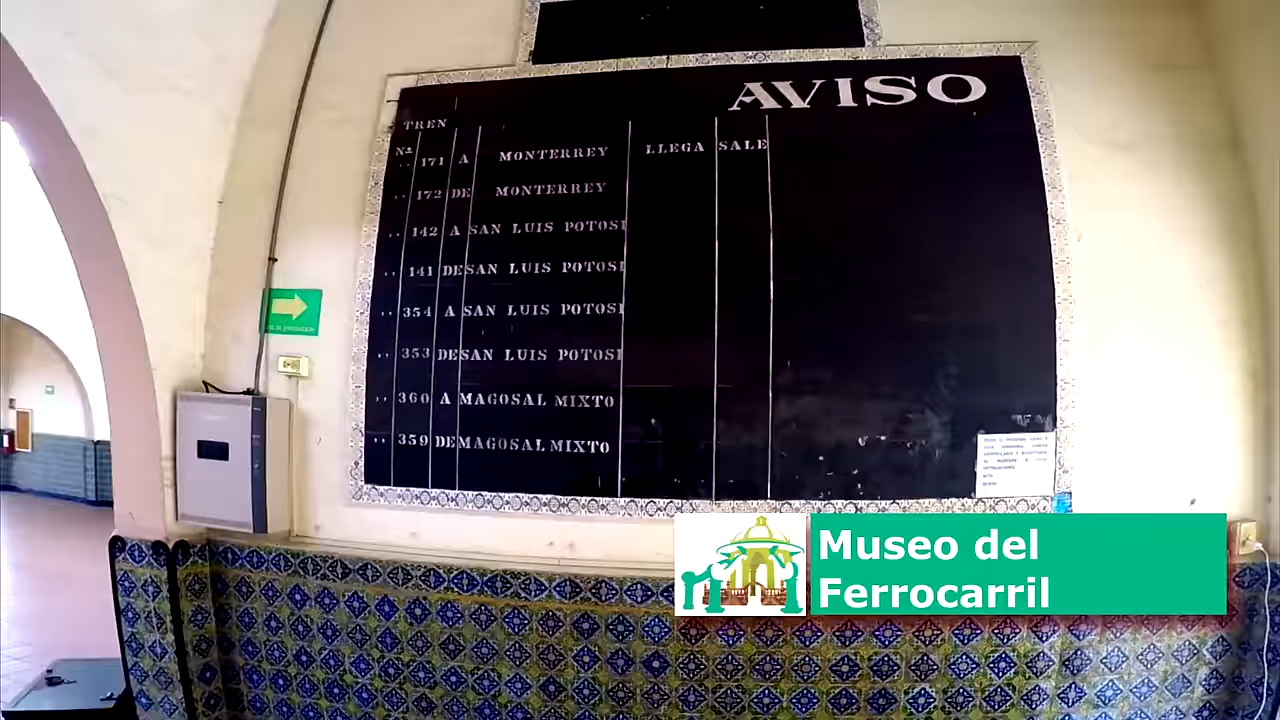 AVISO
TREN
Nº LLEGA SALE
.. 171 A MONTERREY
.. 172 DE MONTERREY
.. 142 A SAN LUIS POTOSI
.. 141 DE SAN LUIS POTOSI
.. 354 A SAN LUIS POTOSI
.. 353 DE SAN LUIS POTOSI
.. 360 A MAGOSAL MIXTO
.. 359 DE MAGOSAL MIXTO
Museo del
Ferrocarril